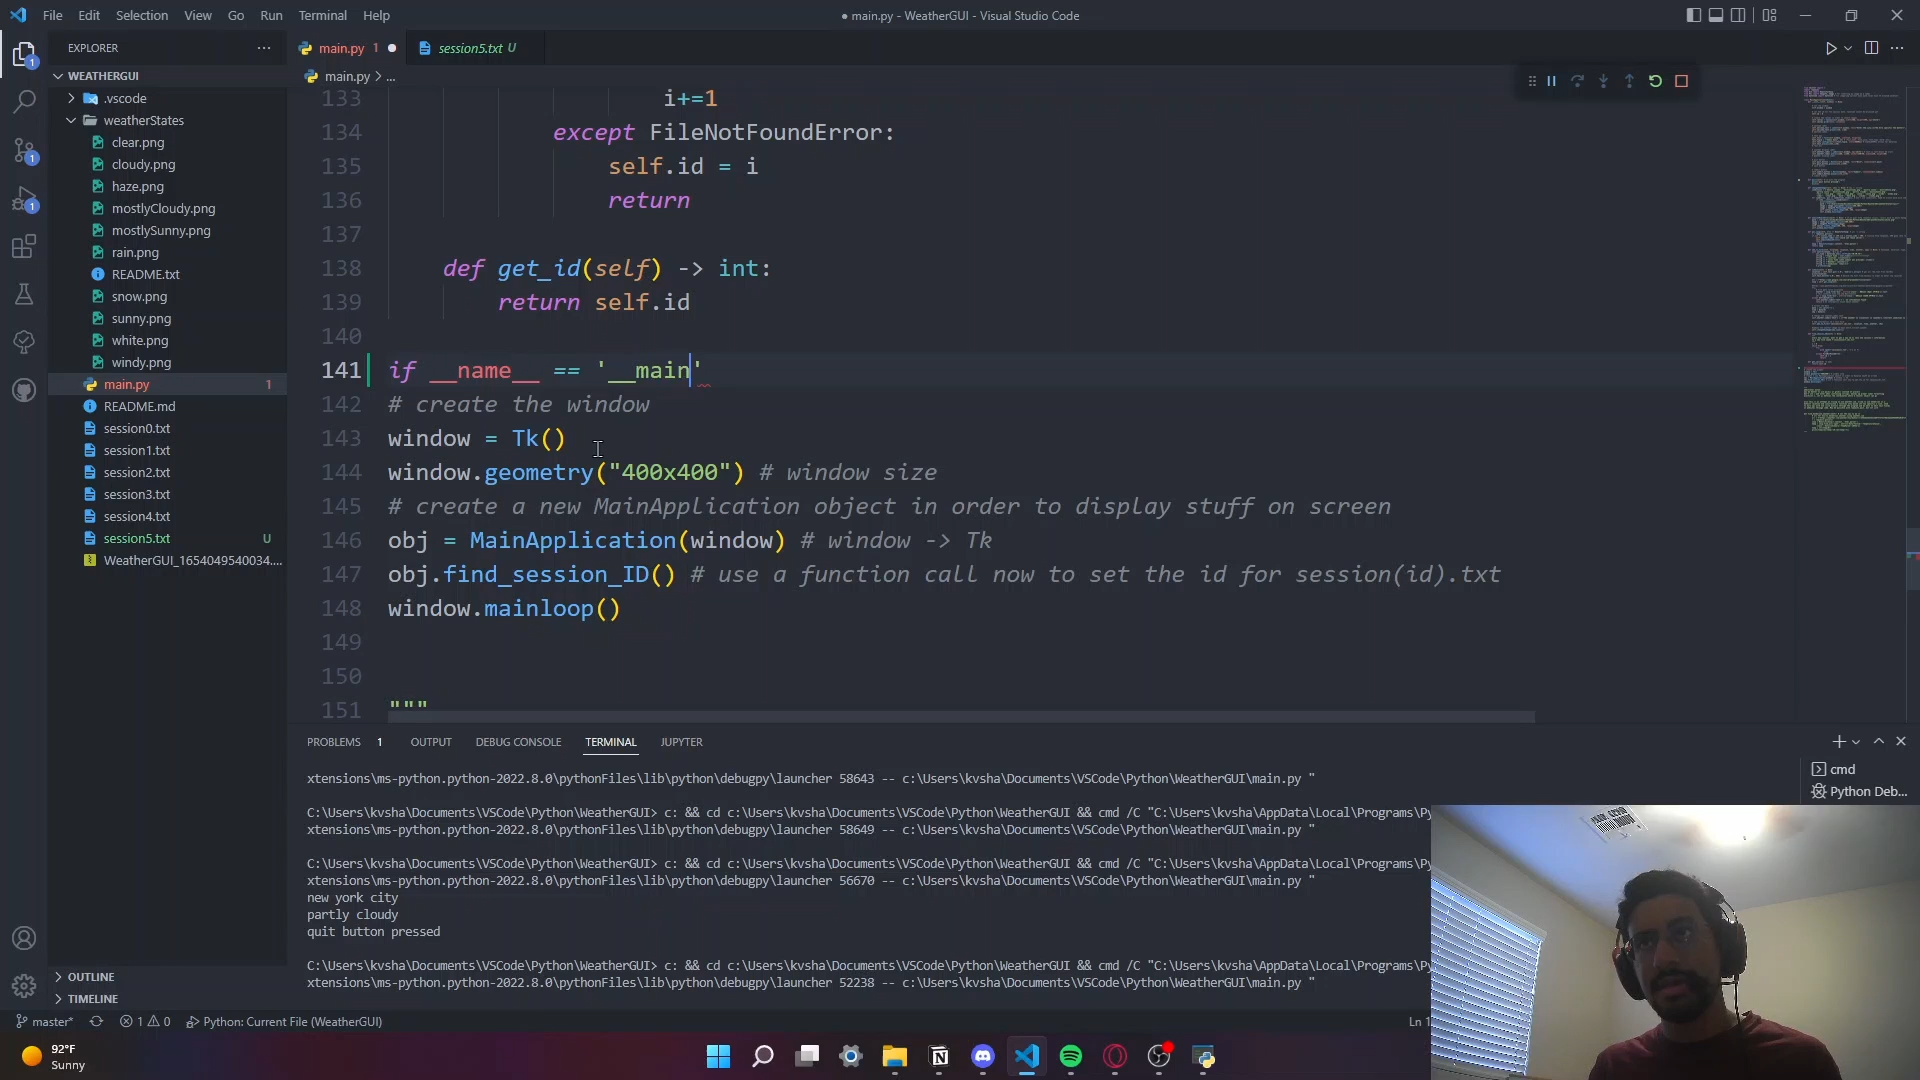 File Edit Selection View Go Run Terminal Help
● main.py - WeatherGUI - Visual Studio Code
EXPLORER
main.py 1
session5.txt U
WEATHERGUI
main.py > ...
.vscode
weatherStates
clear.png
cloudy.png
haze.png
mostlyCloudy.png
mostlySunny.png
rain.png
README.txt
snow.png
sunny.png
white.png
windy.png
main.py 1
README.md
session0.txt
session1.txt
session2.txt
session3.txt
session4.txt
session5.txt U
WeatherGUI_1654049540034....
OUTLINE
TIMELINE
133 i+=1
134 except FileNotFoundError:
135 self.id = i
136 return
137
138 def get_id(self) -> int:
139 return self.id
140
141 if __name__ == '__main'
142 # create the window
143 window = Tk()
144 window.geometry("400x400") # window size
145 # create a new MainApplication object in order to display stuff on screen
146 obj = MainApplication(window) # window -> Tk
147 obj.find_session_ID() # use a function call now to set the id for session(id).txt
148 window.mainloop()
149
150
151 """
PROBLEMS 1 OUTPUT DEBUG CONSOLE TERMINAL JUPYTER
cmd
Python Deb...
xtensions\ms-python.python-2022.8.0\pythonFiles\lib\python\debugpy\launcher 58643 -- c:\Users\kvsha\Documents\VSCode\Python\WeatherGUI\main.py "
C:\Users\kvsha\Documents\VSCode\Python\WeatherGUI> c: && cd c:\Users\kvsha\Documents\VSCode\Python\WeatherGUI && cmd /C "C:\Users\kvsha\AppData\Local\Programs\Py
xtensions\ms-python.python-2022.8.0\pythonFiles\lib\python\debugpy\launcher 58649 -- c:\Users\kvsha\Documents\VSCode\Python\WeatherGUI\main.py "
C:\Users\kvsha\Documents\VSCode\Python\WeatherGUI> c: && cd c:\Users\kvsha\Documents\VSCode\Python\WeatherGUI && cmd /C "C:\Users\kvsha\AppData\Local\Programs\Py
xtensions\ms-python.python-2022.8.0\pythonFiles\lib\python\debugpy\launcher 56670 -- c:\Users\kvsha\Documents\VSCode\Python\WeatherGUI\main.py "
new york city
partly cloudy
quit button pressed
C:\Users\kvsha\Documents\VSCode\Python\WeatherGUI> c: && cd c:\Users\kvsha\Documents\VSCode\Python\WeatherGUI && cmd /C "C:\Users\kvsha\AppData\Local\Programs\Py
xtensions\ms-python.python-2022.8.0\pythonFiles\lib\python\debugpy\launcher 52238 -- c:\Users\kvsha\Documents\VSCode\Python\WeatherGUI\main.py "
master* 1 0 Python: Current File (WeatherGUI) Ln 1
92°F
Sunny